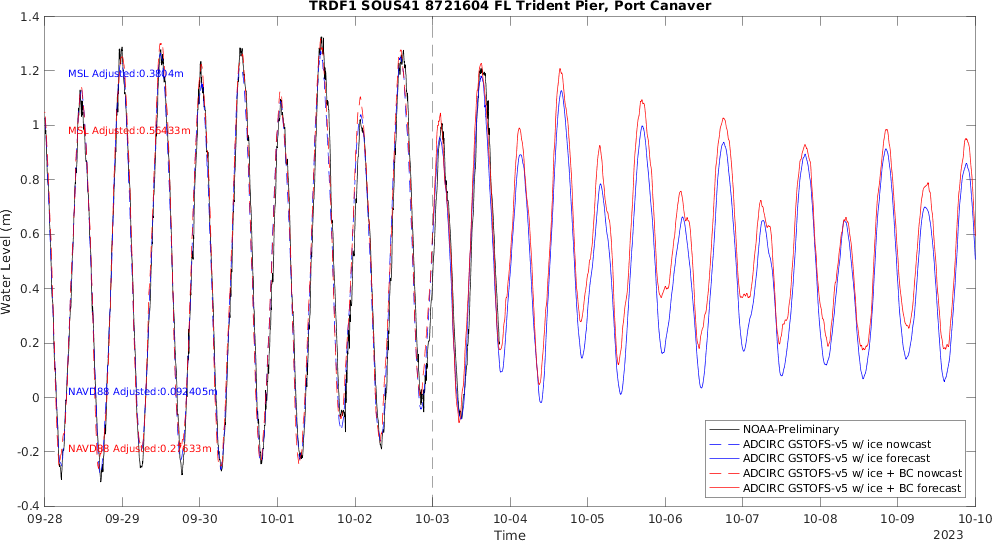 TRDF1 SOUS41 8721604 FL Trident Pier, Port Canaver
1.4
1.2
1
0.8
0.6
0.4
0.2
0
-0.2
-0.4
Water Level (m)
MSL Adjusted:0.3804m
MSL Adjusted:0.56433m
NAVD88 Adjusted:0.092405m
NAVD88 Adjusted:0.27633m
NOAA-Preliminary
ADCIRC GSTOFS-v5 w/ ice nowcast
ADCIRC GSTOFS-v5 w/ ice forecast
ADCIRC GSTOFS-v5 w/ ice + BC nowcast
ADCIRC GSTOFS-v5 w/ ice + BC forecast
09-28 09-29 09-30 10-01 10-02 10-03 10-04 10-05 10-06 10-07 10-08 10-09 10-10
Time
2023